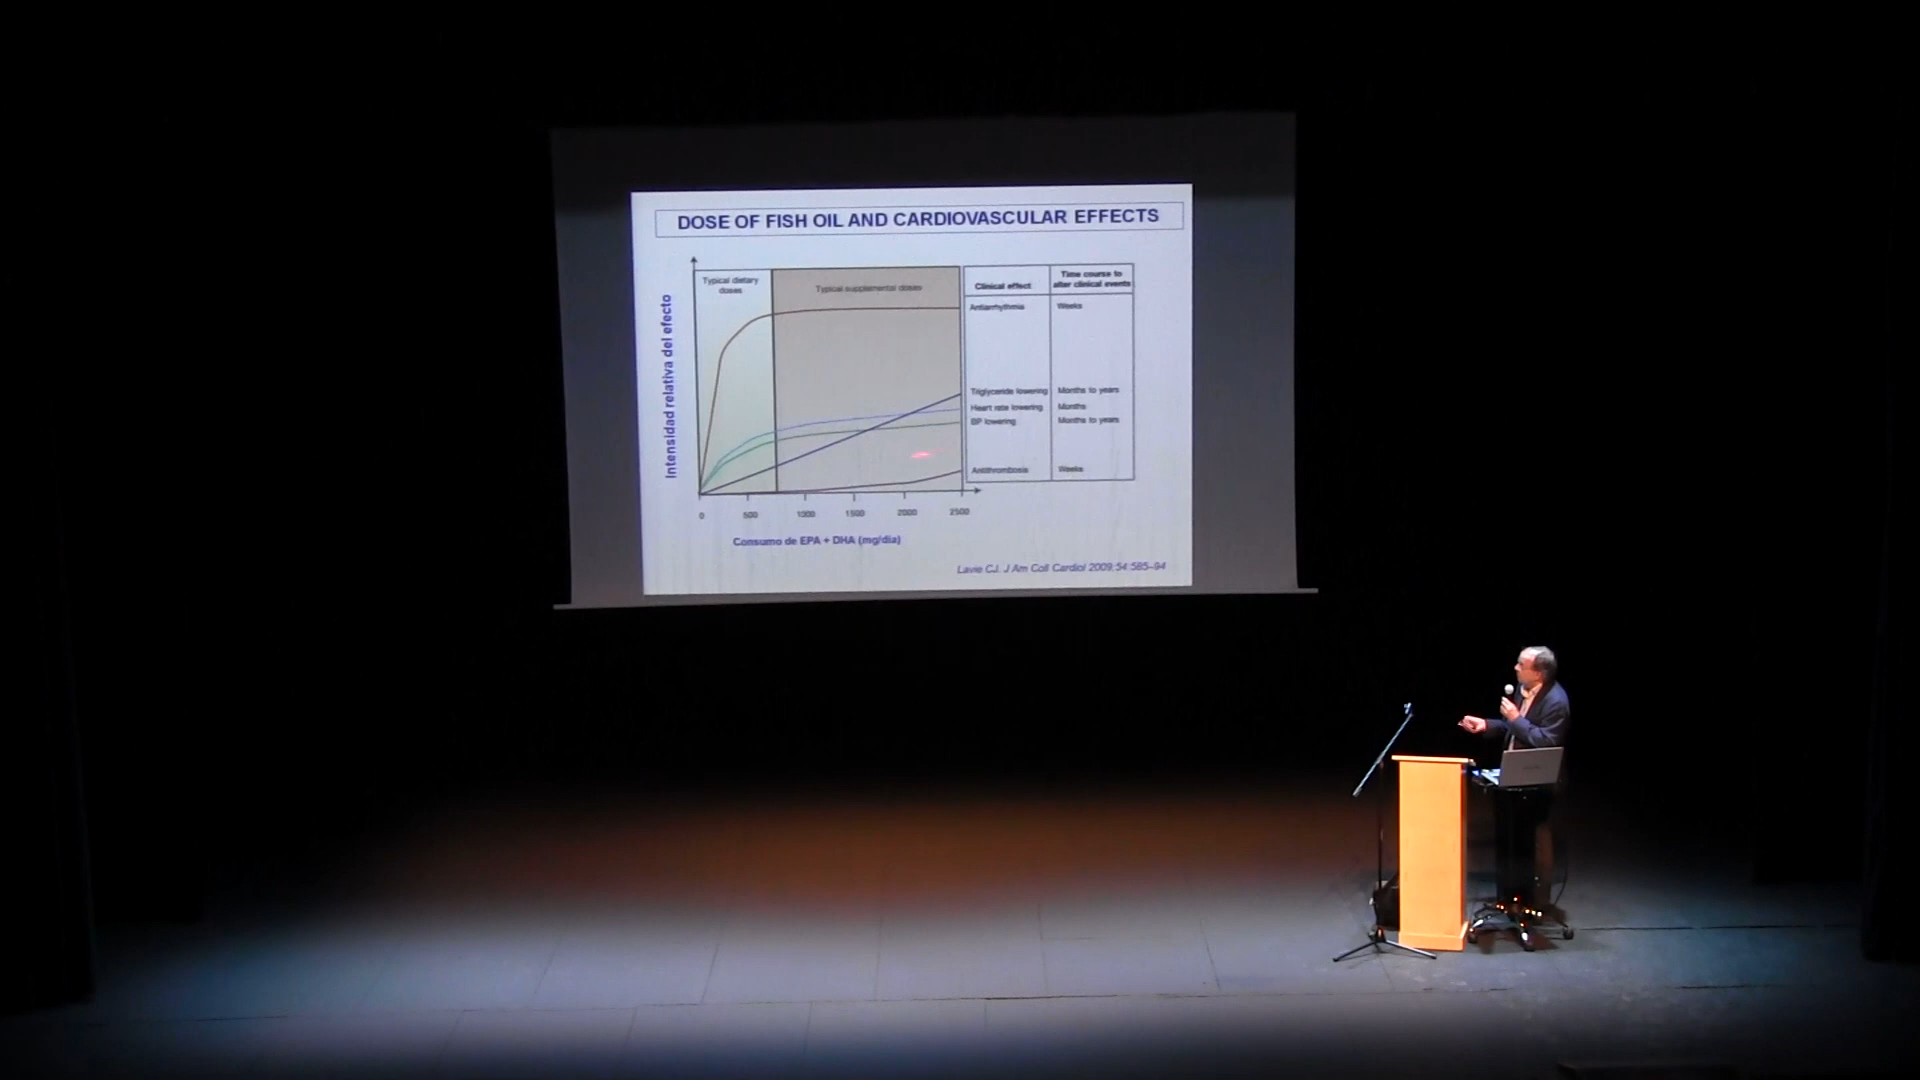 DOSE OF FISH OIL AND CARDIOVASCULAR EFFECTS
Intensidad relativa del efecto
Typical dietary
doses
Typical supplemental doses
Clinical effect
Time course to
alter clinical events
Antiarrhythmia
Weeks
Triglyceride lowering
Months to years
Heart rate lowering
Months
BP lowering
Months to years
Antithrombosis
Weeks
0
500
1000
1500
2000
2500
Consumo de EPA + DHA (mg/día)
Lavie CJ. J Am Coll Cardiol 2009;54:585–94